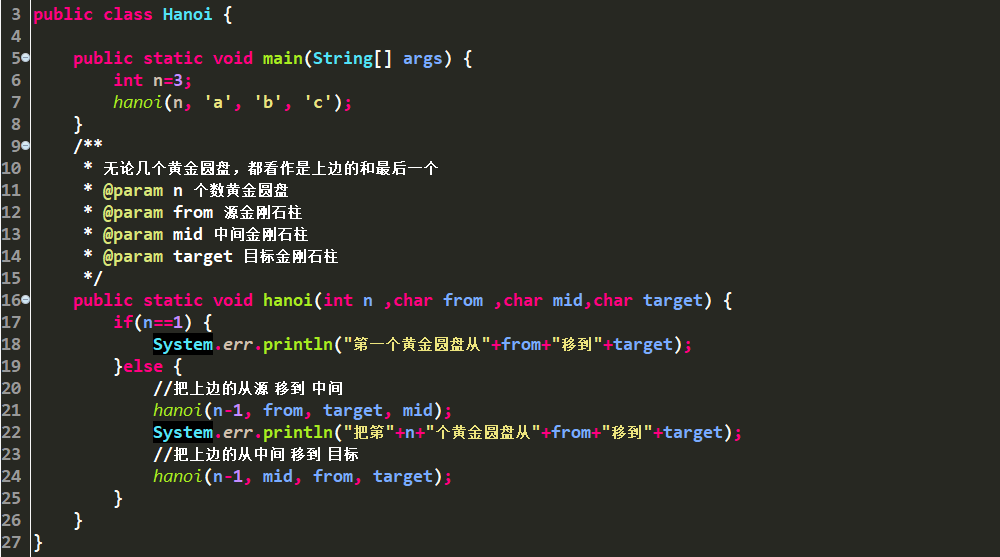 3 public class Hanoi {
4
5 public static void main(String[] args) {
6 int n=3;
7 hanoi(n, 'a', 'b', 'c');
8 }
9 /**
10 * 无论几个黄金圆盘，都看作是上边的和最后一个
11 * @param n 个数黄金圆盘
12 * @param from 源金刚石柱
13 * @param mid 中间金刚石柱
14 * @param target 目标金刚石柱
15 */
16 public static void hanoi(int n ,char from ,char mid,char target) {
17 if(n==1) {
18 System.err.println("第一个黄金圆盘从"+from+"移到"+target);
19 }else {
20 //把上边的从源 移到 中间
21 hanoi(n-1, from, target, mid);
22 System.err.println("把第"+n+"个黄金圆盘从"+from+"移到"+target);
23 //把上边的从中间 移到 目标
24 hanoi(n-1, mid, from, target);
25 }
26 }
27 }